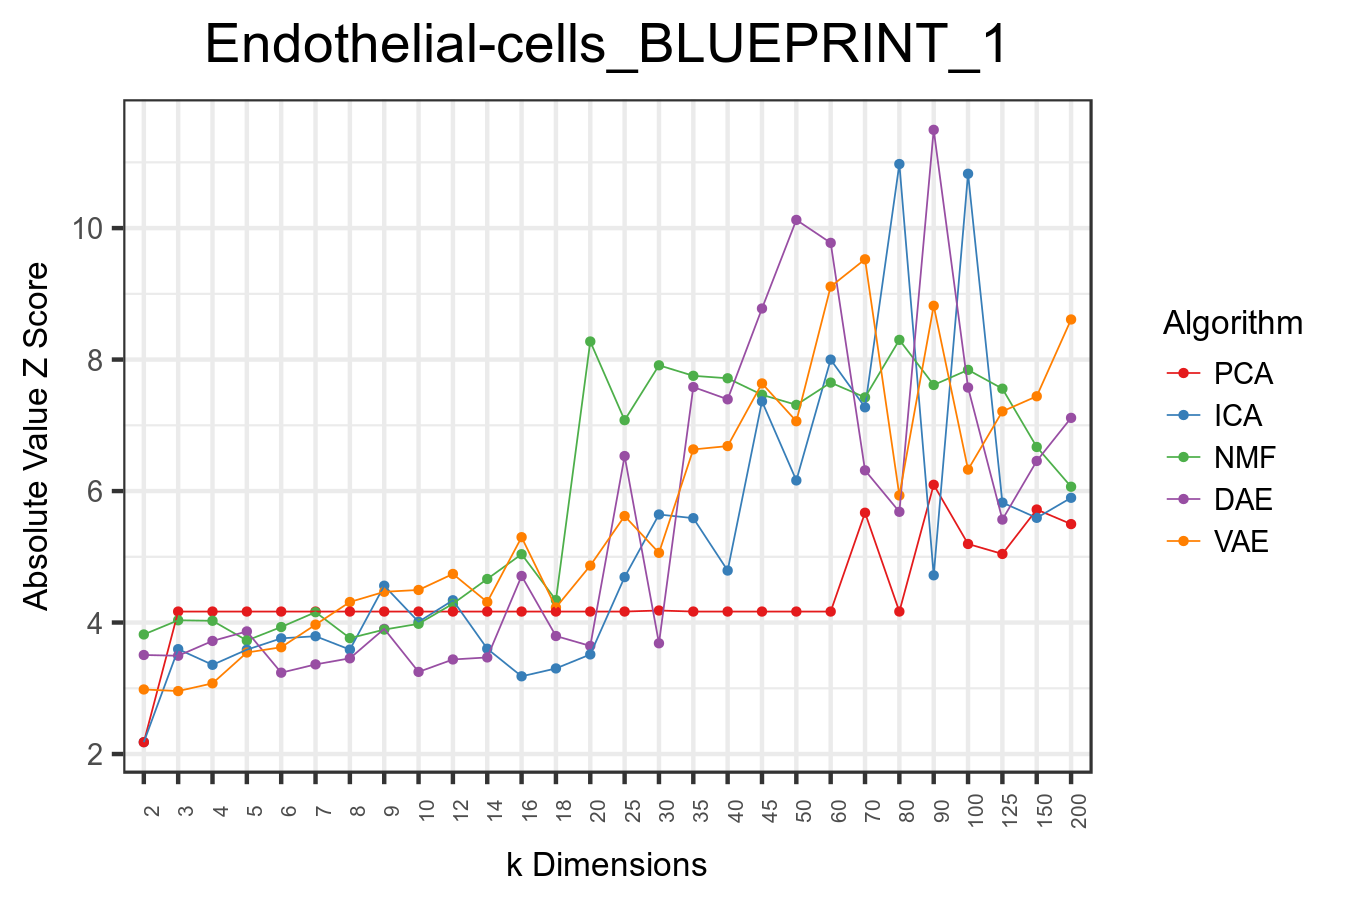 Endothelial-cells_BLUEPRINT_1
Absolute Value Z Score
10
8
6
4
2
2 3 4 5 6 7 8 9 10 12 14 16 18 20 25 30 35 40 45 50 60 70 80 90 100 125 150 200
k Dimensions
Algorithm
PCA
ICA
NMF
DAE
VAE